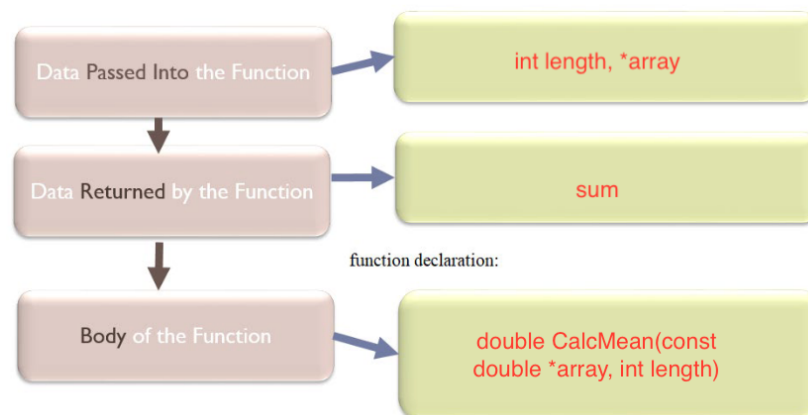 Data Passed Into the Function
int length, *array
Data Returned by the Function
sum
function declaration:
Body of the Function
double CalcMean(const
double *array, int length)